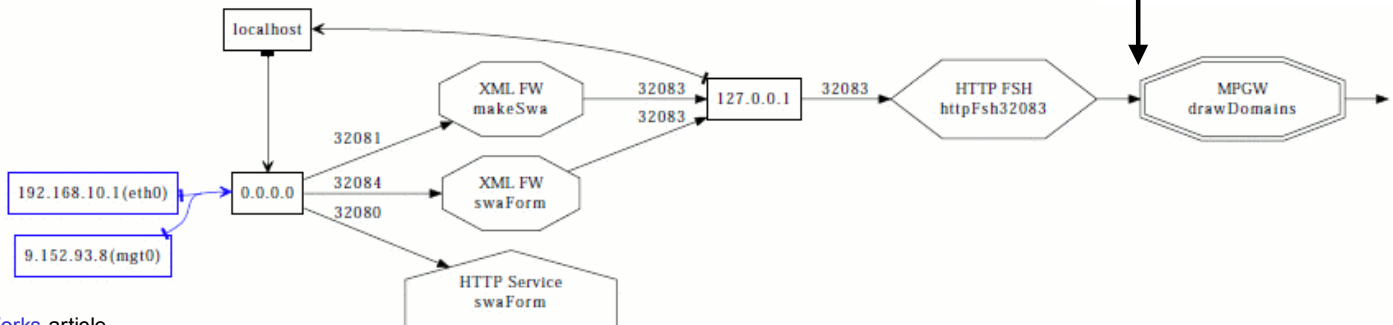 localhost
XML FW
makeSwa
32083
127.0.0.1
32083
HTTP FSH
httpFsh32083
MPGW
drawDomains
32083
32081
192.168.10.1(eth0)
0.0.0.0
32084
XML FW
swaForm
32080
9.152.93.8(mgt0)
HTTP Service
swaForm
article